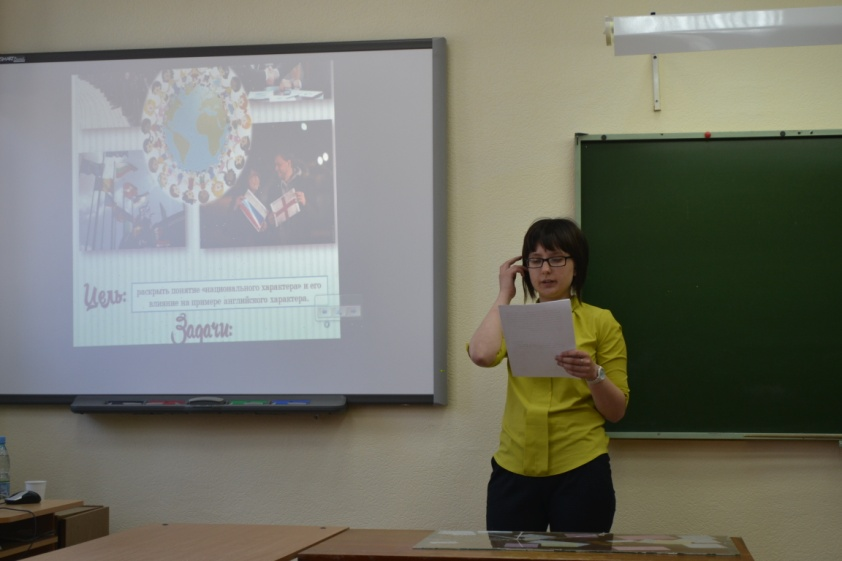 Цель:
раскрыть понятие «национального характера» и его
влияние на примере английского характера.
Задачи: